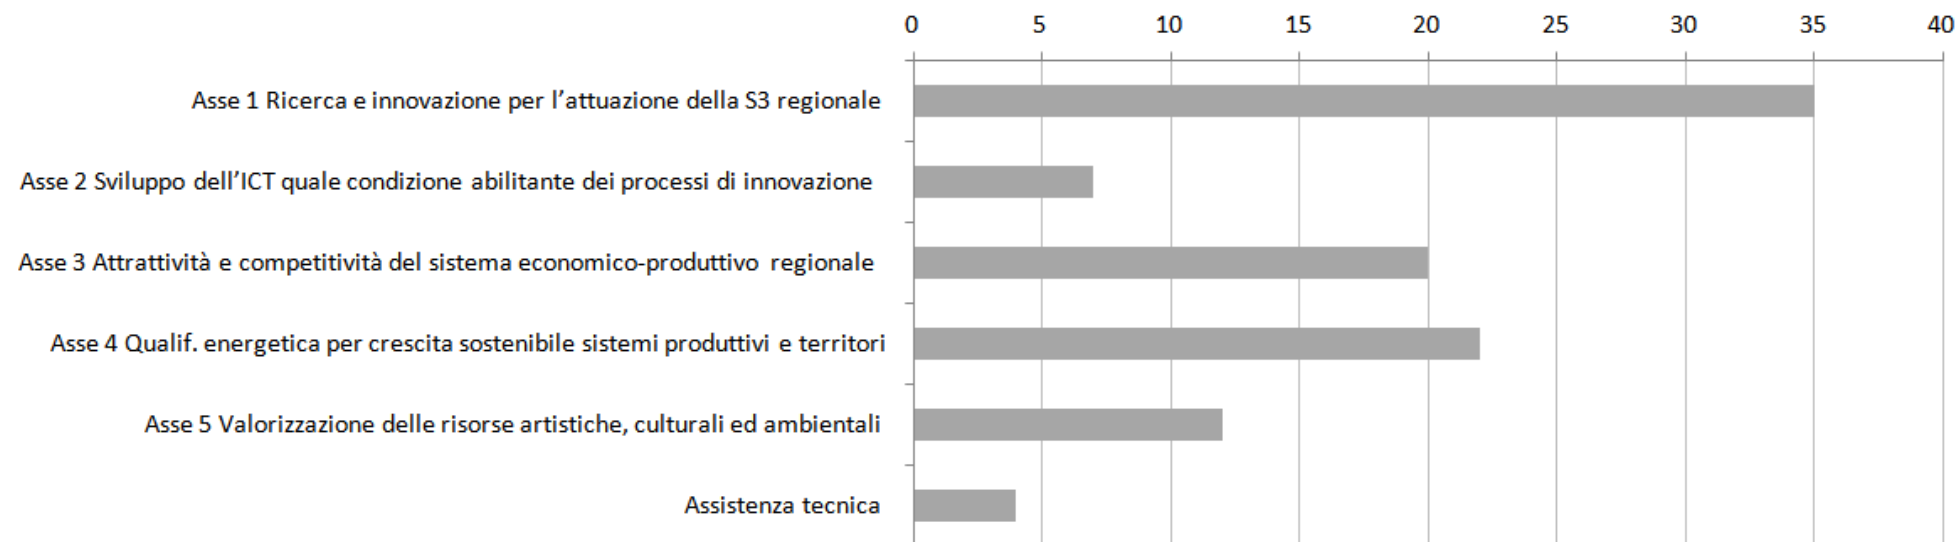 0 5 10 15 20 25 30 35 40
Asse 1 Ricerca e innovazione per l’attuazione della S3 regionale
Asse 2 Sviluppo dell’ICT quale condizione abilitante dei processi di innovazione
Asse 3 Attrattività e competitività del sistema economico-produttivo regionale
Asse 4 Qualif. energetica per crescita sostenibile sistemi produttivi e territori
Asse 5 Valorizzazione delle risorse artistiche, culturali ed ambientali
Assistenza tecnica